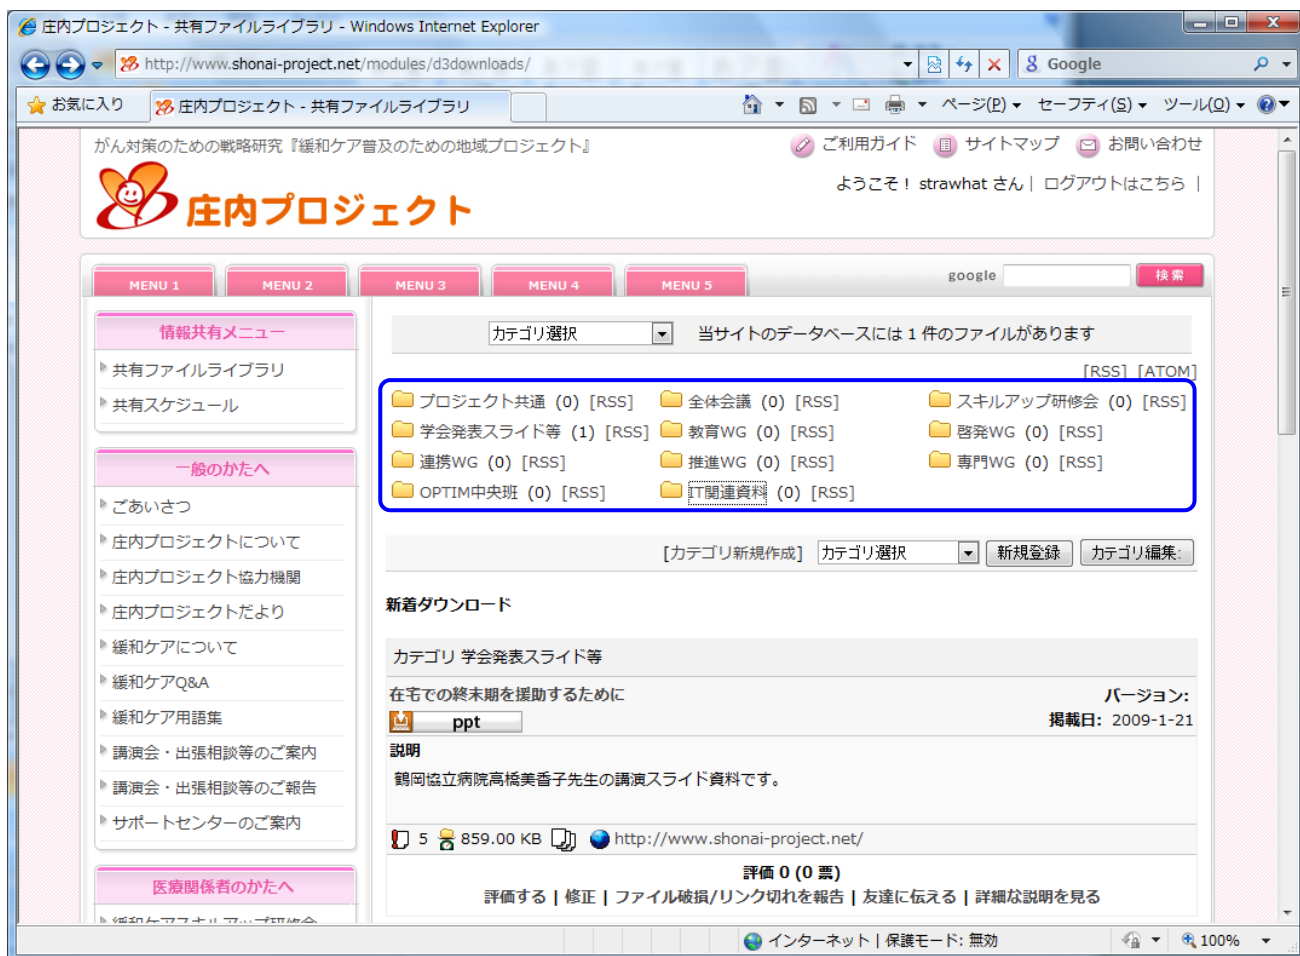 庄内プロジェクト - 共有ファイルライブラリ - Windows Internet Explorer
http://www.shonai-project.net/modules/d3downloads/
Google
お気に入り
庄内プロジェクト - 共有ファイルライブラリ
ページ(P)
セーフティ(S)
ツール(O)
がん対策のための戦略研究『緩和ケア普及のための地域プロジェクト』
ご利用ガイド
サイトマップ
お問い合わせ
ようこそ！ strawhat さん | ログアウトはこちら |
庄内プロジェクト
MENU 1
MENU 2
MENU 3
MENU 4
MENU 5
google
検索
情報共有メニュー
共有ファイルライブラリ
共有スケジュール
一般のかたへ
ごあいさつ
庄内プロジェクトについて
庄内プロジェクト協力機関
庄内プロジェクトだより
緩和ケアについて
緩和ケアQ&A
緩和ケア用語集
講演会・出張相談等のご案内
講演会・出張相談等のご報告
サポートセンターのご案内
医療関係者のかたへ
緩和ケアスキルアップ研修会
カテゴリ選択
当サイトのデータベースには 1 件のファイルがあります
[RSS] [ATOM]
プロジェクト共通 (0) [RSS]
全体会議 (0) [RSS]
スキルアップ研修会 (0) [RSS]
学会発表スライド等 (1) [RSS]
教育WG (0) [RSS]
啓発WG (0) [RSS]
連携WG (0) [RSS]
推進WG (0) [RSS]
専門WG (0) [RSS]
OPTIM中央班 (0) [RSS]
IT関連資料 (0) [RSS]
[カテゴリ新規作成]
カテゴリ選択
新規登録
カテゴリ編集:
新着ダウンロード
カテゴリ 学会発表スライド等
在宅での終末期を援助するために
バージョン:
ppt
掲載日: 2009-1-21
説明
鶴岡協立病院高橋美香子先生の講演スライド資料です。
5
859.00 KB
http://www.shonai-project.net/
評価 0 (0 票)
評価する | 修正 | ファイル破損/リンク切れを報告 | 友達に伝える | 詳細な説明を見る
インターネット | 保護モード: 無効
100%